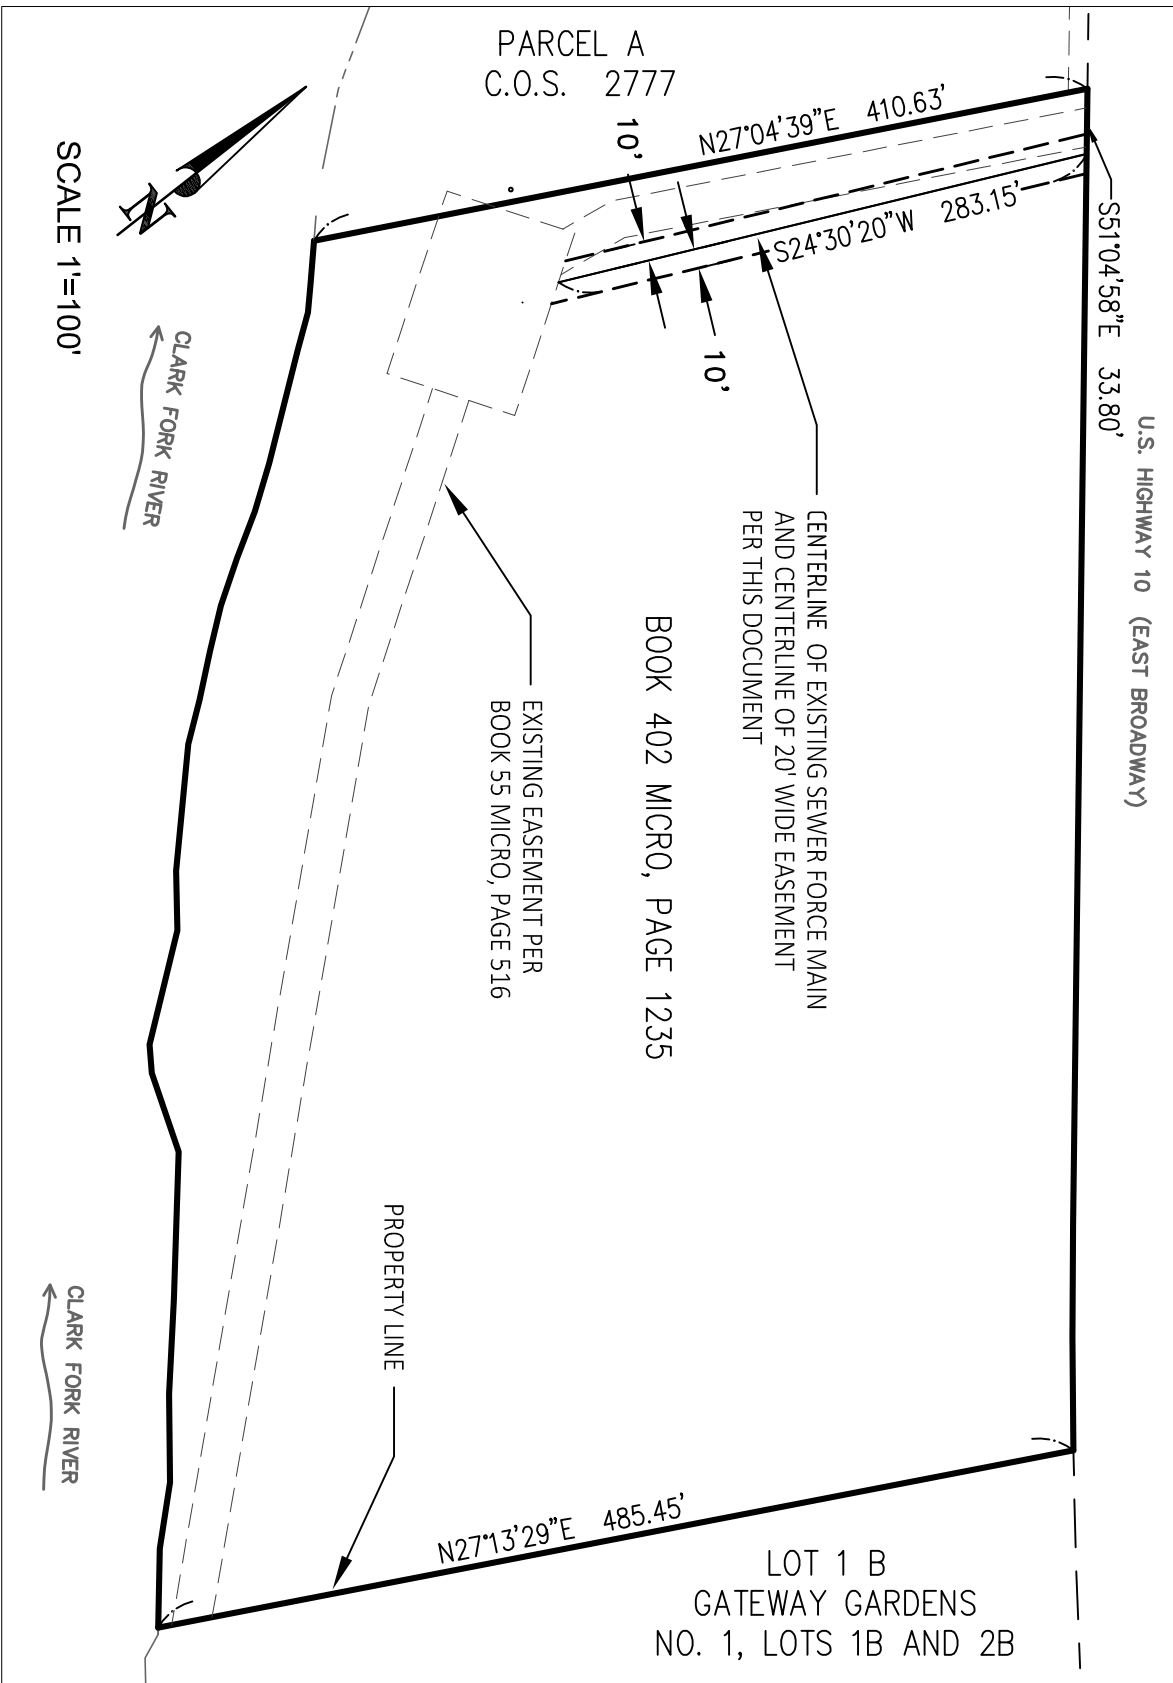 PARCEL A
C.O.S. 2777
N27°04'39"E 410.63'
10'
S24°30'20"W 283.15'
10'
S51°04'58"E 33.80'
U.S. HIGHWAY 10 (EAST BROADWAY)
CENTERLINE OF EXISTING SEWER FORCE MAIN
AND CENTERLINE OF 20' WIDE EASEMENT
PER THIS DOCUMENT
BOOK 402 MICRO, PAGE 1235
EXISTING EASEMENT PER
BOOK 55 MICRO, PAGE 516
N
SCALE 1"=100'
CLARK FORK RIVER
CLARK FORK RIVER
PROPERTY LINE
N27°13'29"E 485.45'
LOT 1 B
GATEWAY GARDENS
NO. 1, LOTS 1B AND 2B